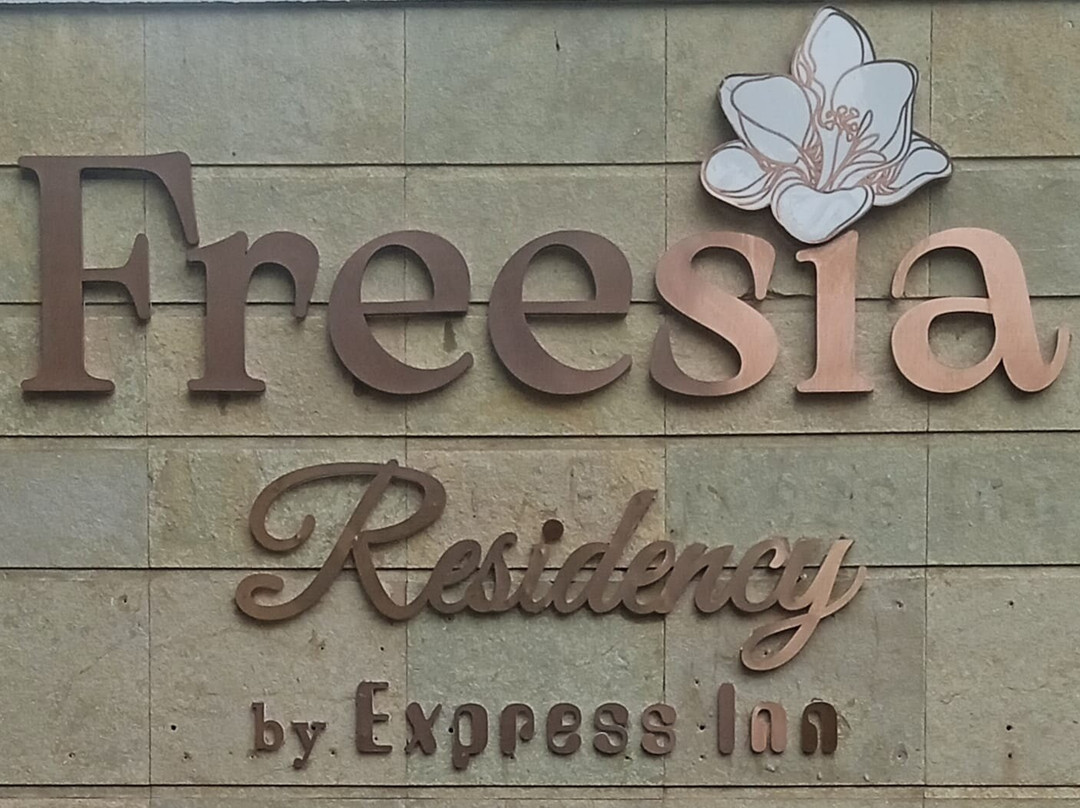 Freesia
Residency
by Express Inn